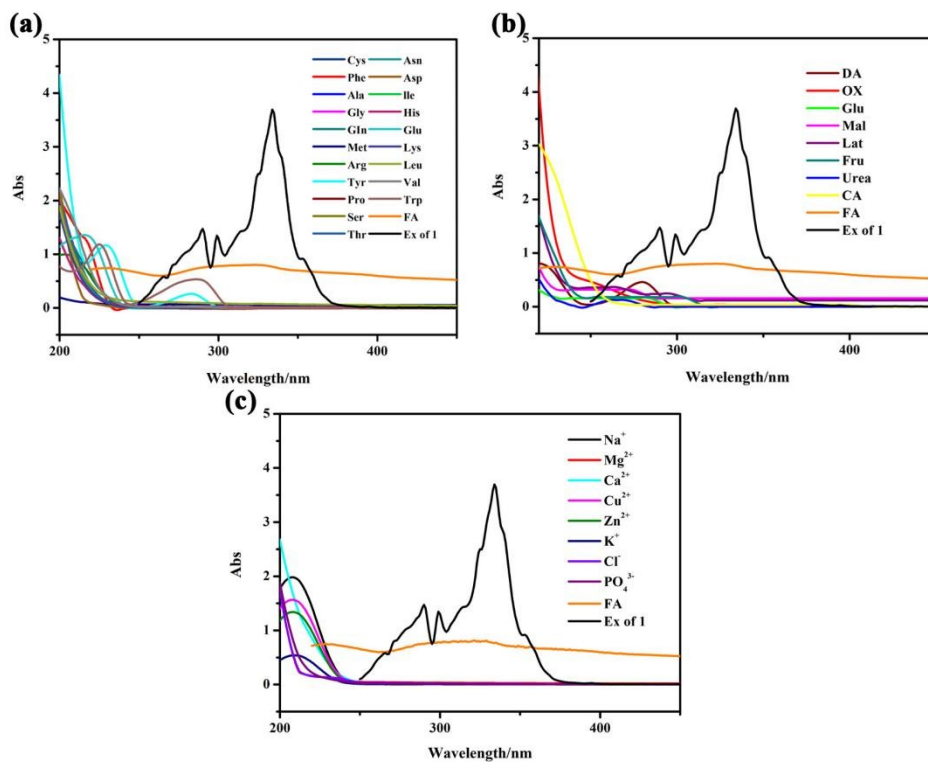 (a)
5
4
3
2
1
0
Abs
Cys Asn
Phe Asp
Ala Ile
Gly His
GIn Glu
Met Lys
Arg Leu
Tyr Val
Pro Trp
Ser FA
Thr Ex of 1
200 300 400
Wavelength/nm
(b)
5
4
3
2
1
0
Abs
DA
OX
Glu
Mal
Lat
Fru
Urea
CA
FA
Ex of 1
300 400
Wavelength/nm
(c)
5
4
3
2
1
0
Abs
Na⁺
Mg²⁺
Ca²⁺
Cu²⁺
Zn²⁺
K⁺
Cl⁻
PO₄³⁻
FA
Ex of 1
200 300 400
Wavelength/nm